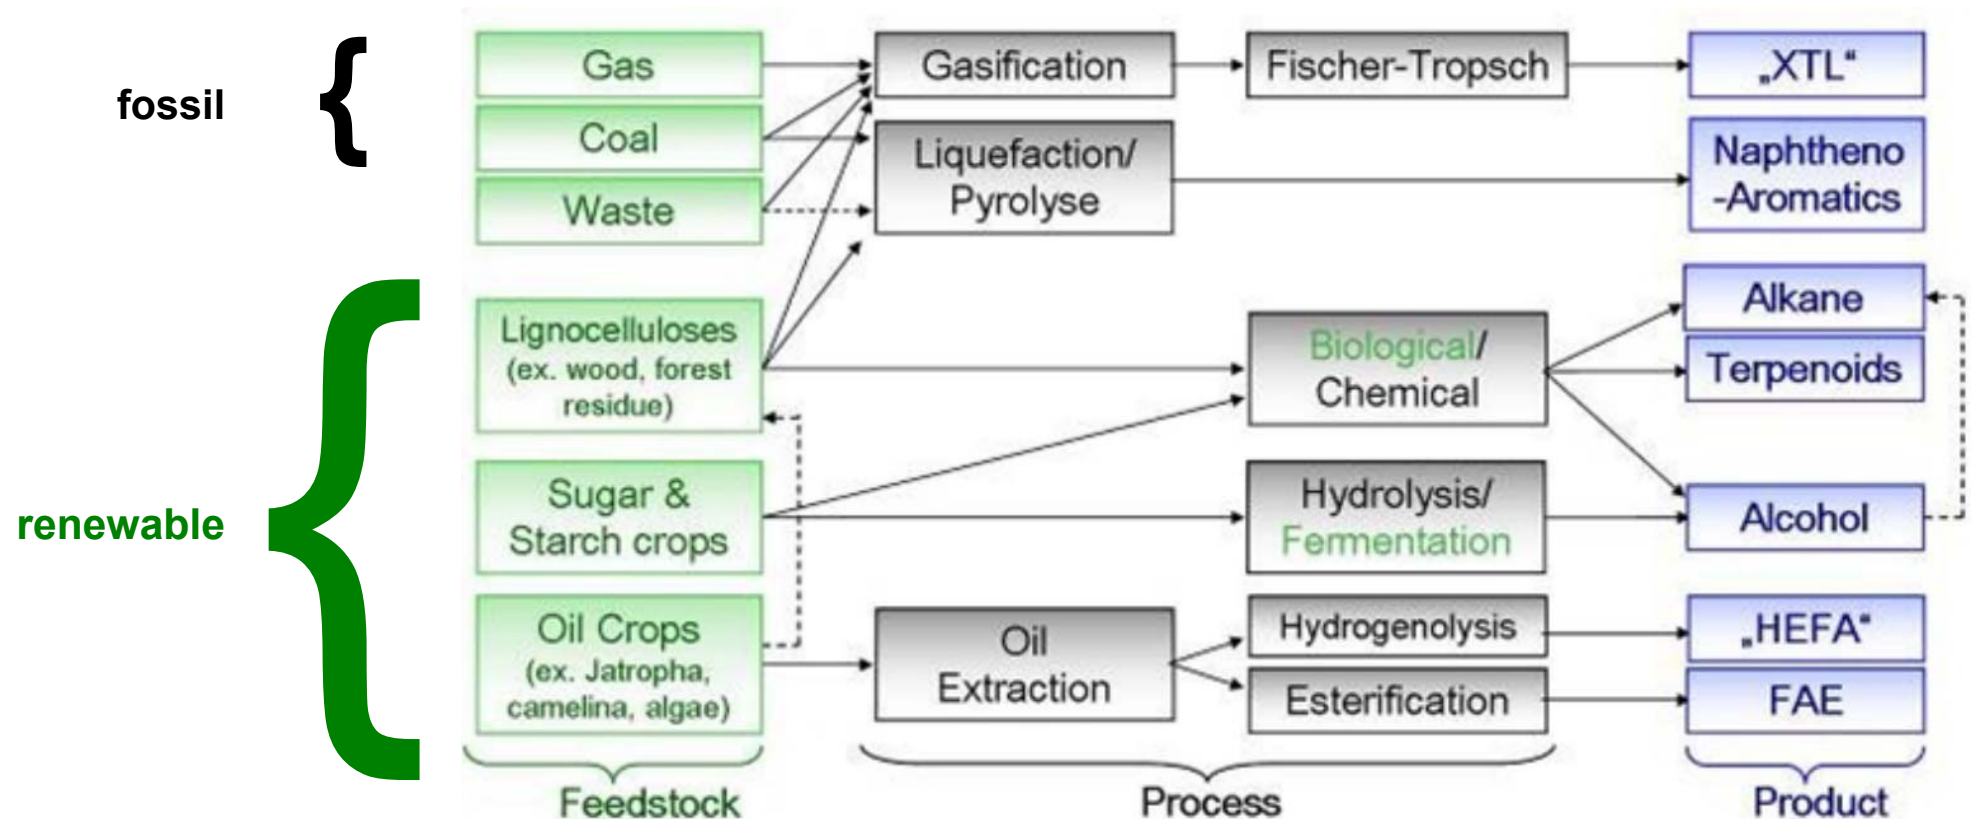 fossil
renewable
Gas
Coal
Waste
Lignocelluloses
(ex. wood, forest
residue)
Sugar &
Starch crops
Oil Crops
(ex. Jatropha,
camelina, algae)
Feedstock
Gasification
Liquefaction/
Pyrolyse
Oil
Extraction
Fischer-Tropsch
Biological/
Chemical
Hydrolysis/
Fermentation
Hydrogenolysis
Esterification
Process
„XTL“
Naphtheno
-Aromatics
Alkane
Terpenoids
Alcohol
„HEFA“
FAE
Product